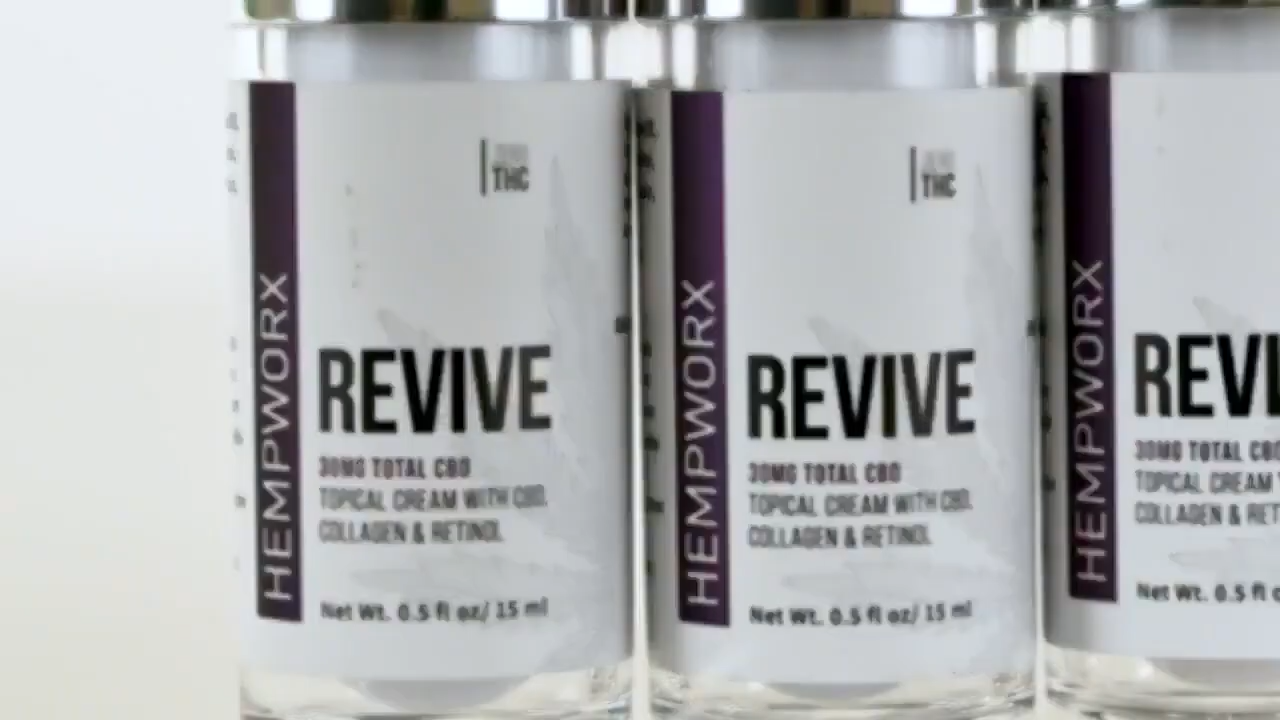 THC
HEMPWORX
REVIVE
30MG TOTAL CBD
TOPICAL CREAM WITH CBD,
COLLAGEN & RETINOL
Net Wt. 0.5 fl oz/ 15 ml
THC
HEMPWORX
REVIVE
30MG TOTAL CBD
TOPICAL CREAM WITH CBD,
COLLAGEN & RETINOL
Net Wt. 0.5 fl oz/ 15 ml
HEMPWORX
REVI
30MG TOTAL CBD
TOPICAL CREAM
COLLAGEN & RET
Net Wt. 0.5 fl o